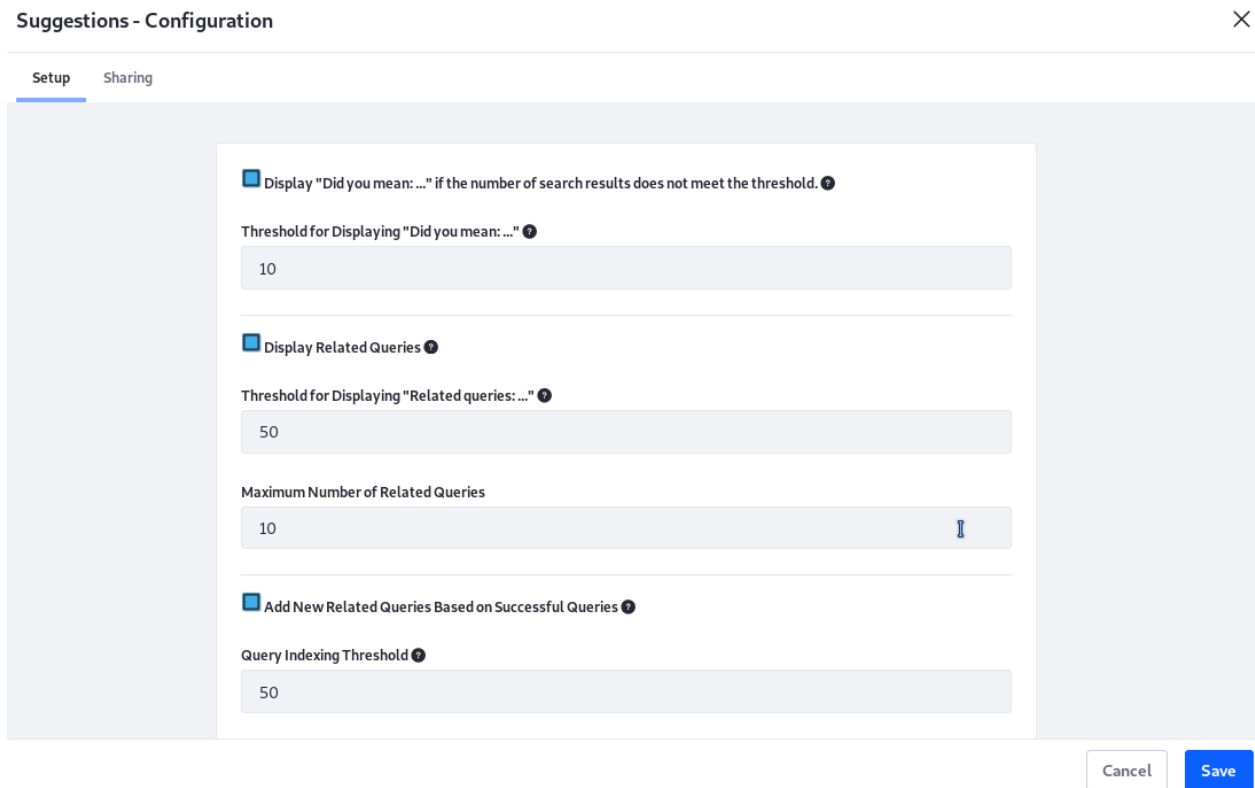 Suggestions - Configuration
Setup Sharing
Display "Did you mean: ..." if the number of search results does not meet the threshold. ?
Threshold for Displaying "Did you mean: ..." ?
10
Display Related Queries ?
Threshold for Displaying "Related queries: ..." ?
50
Maximum Number of Related Queries
10
Add New Related Queries Based on Successful Queries ?
Query Indexing Threshold ?
50
Cancel Save